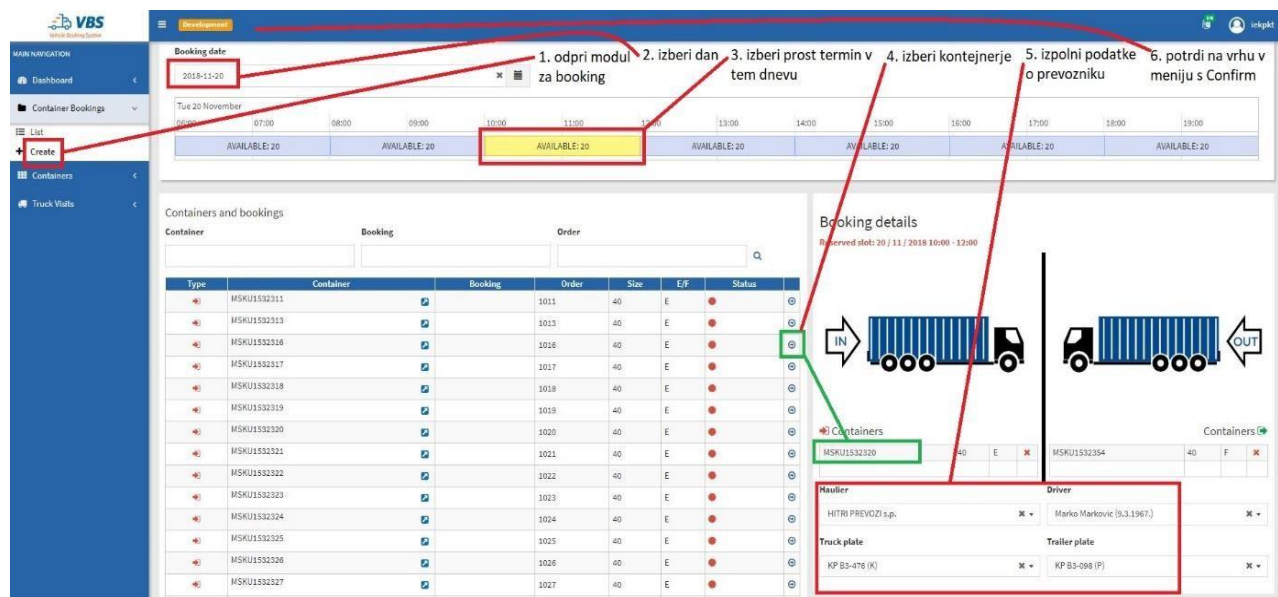 VBS
Vehicle Booking System
Development
iekpkt
MAIN NAVIGATION
Dashboard
Container Bookings
List
Create
Containers
Truck Visits
Booking date
2018-11-20
1. odpri modul
za booking
2. izberi dan
3. izberi prost termin v
tem dnevu
4. izberi kontejnerje
5. izpolni podatke
o prevozniku
6. potrdi na vrhu v
meniju s Confirm
Tue 20 November
06:00 07:00 08:00 09:00 10:00 11:00 12:00 13:00 14:00 15:00 16:00 17:00 18:00 19:00
AVAILABLE: 20 AVAILABLE: 20 AVAILABLE: 20 AVAILABLE: 20 AVAILABLE: 20 AVAILABLE: 20 AVAILABLE: 20
Containers and bookings
Container Booking Order
Type Container Booking Order Size E/F Status
MSKU1532311 1011 40 E
MSKU1532313 1013 40 E
MSKU1532316 1016 40 E
MSKU1532317 1017 40 E
MSKU1532318 1018 40 E
MSKU1532319 1019 40 E
MSKU1532320 1020 40 E
MSKU1532321 1021 40 E
MSKU1532322 1022 40 E
MSKU1532323 1023 40 E
MSKU1532324 1024 40 E
MSKU1532325 1025 40 E
MSKU1532326 1026 40 E
MSKU1532327 1027 40 E
Booking details
Reserved slot: 20 / 11 / 2018 10:00 - 12:00
IN
OUT
Containers Containers
MSKU1532320 40 E MSKU1532354 40 F
Haulier Driver
HITRI PREVOZI s.p. Marko Markovic (9.3.1967.)
Truck plate Trailer plate
KP B3-476 (K) KP B3-098 (P)